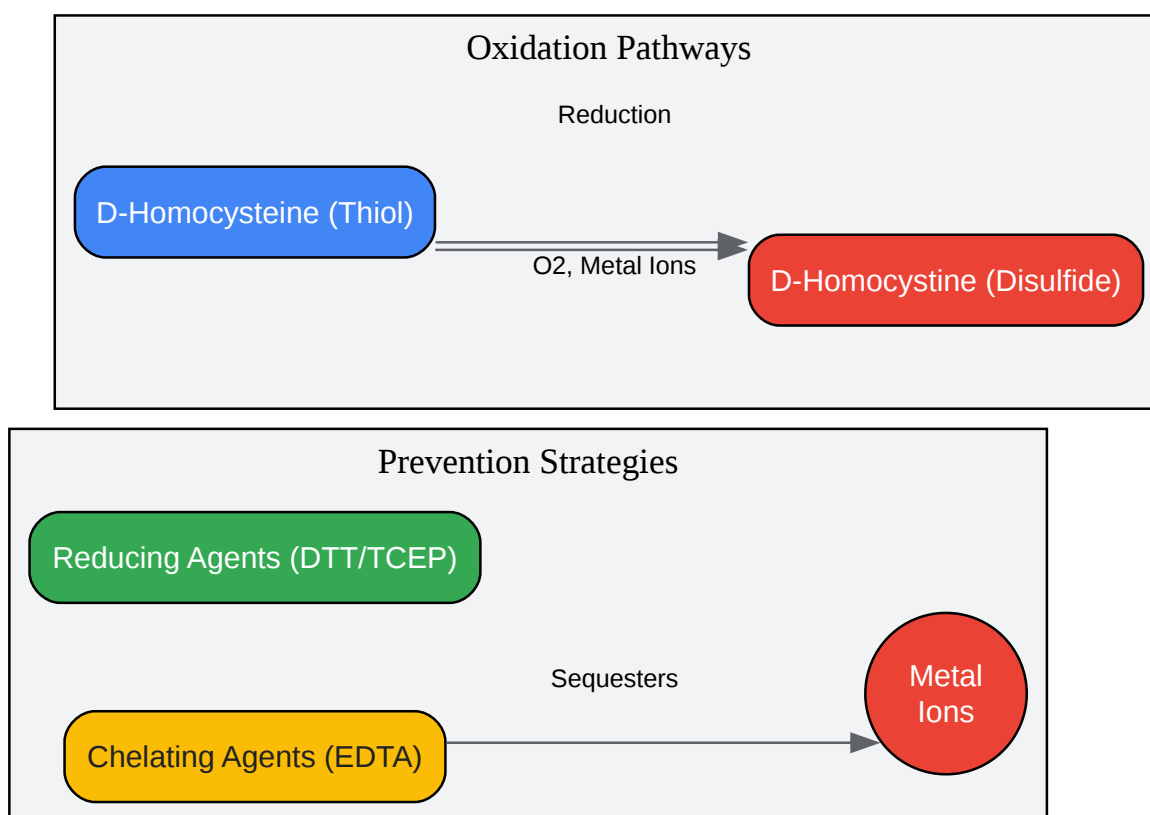 Oxidation Pathways
Reduction
D-Homocysteine (Thiol)
O2, Metal Ions
D-Homocystine (Disulfide)
Prevention Strategies
Reducing Agents (DTT/TCEP)
Sequesters
Metal
Ions
Chelating Agents (EDTA)